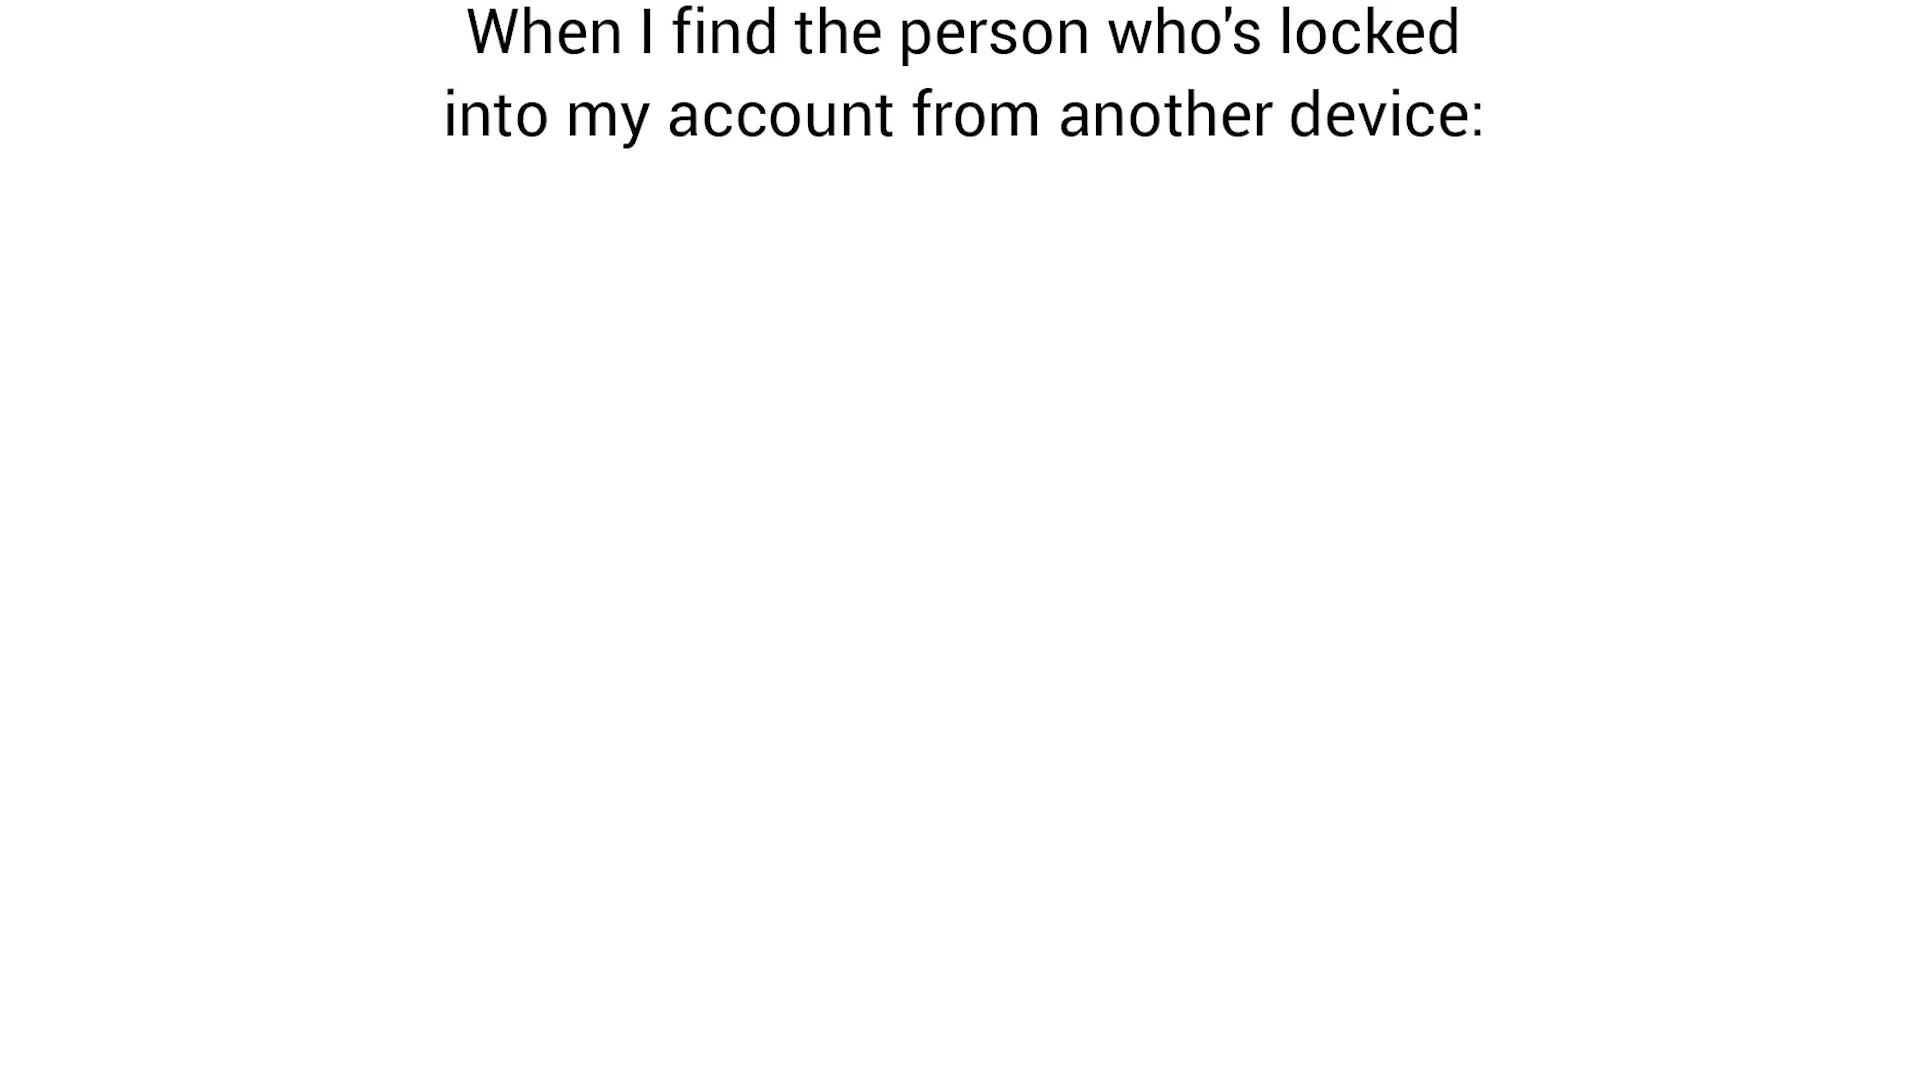 When I find the person who's locked
into my account from another device: